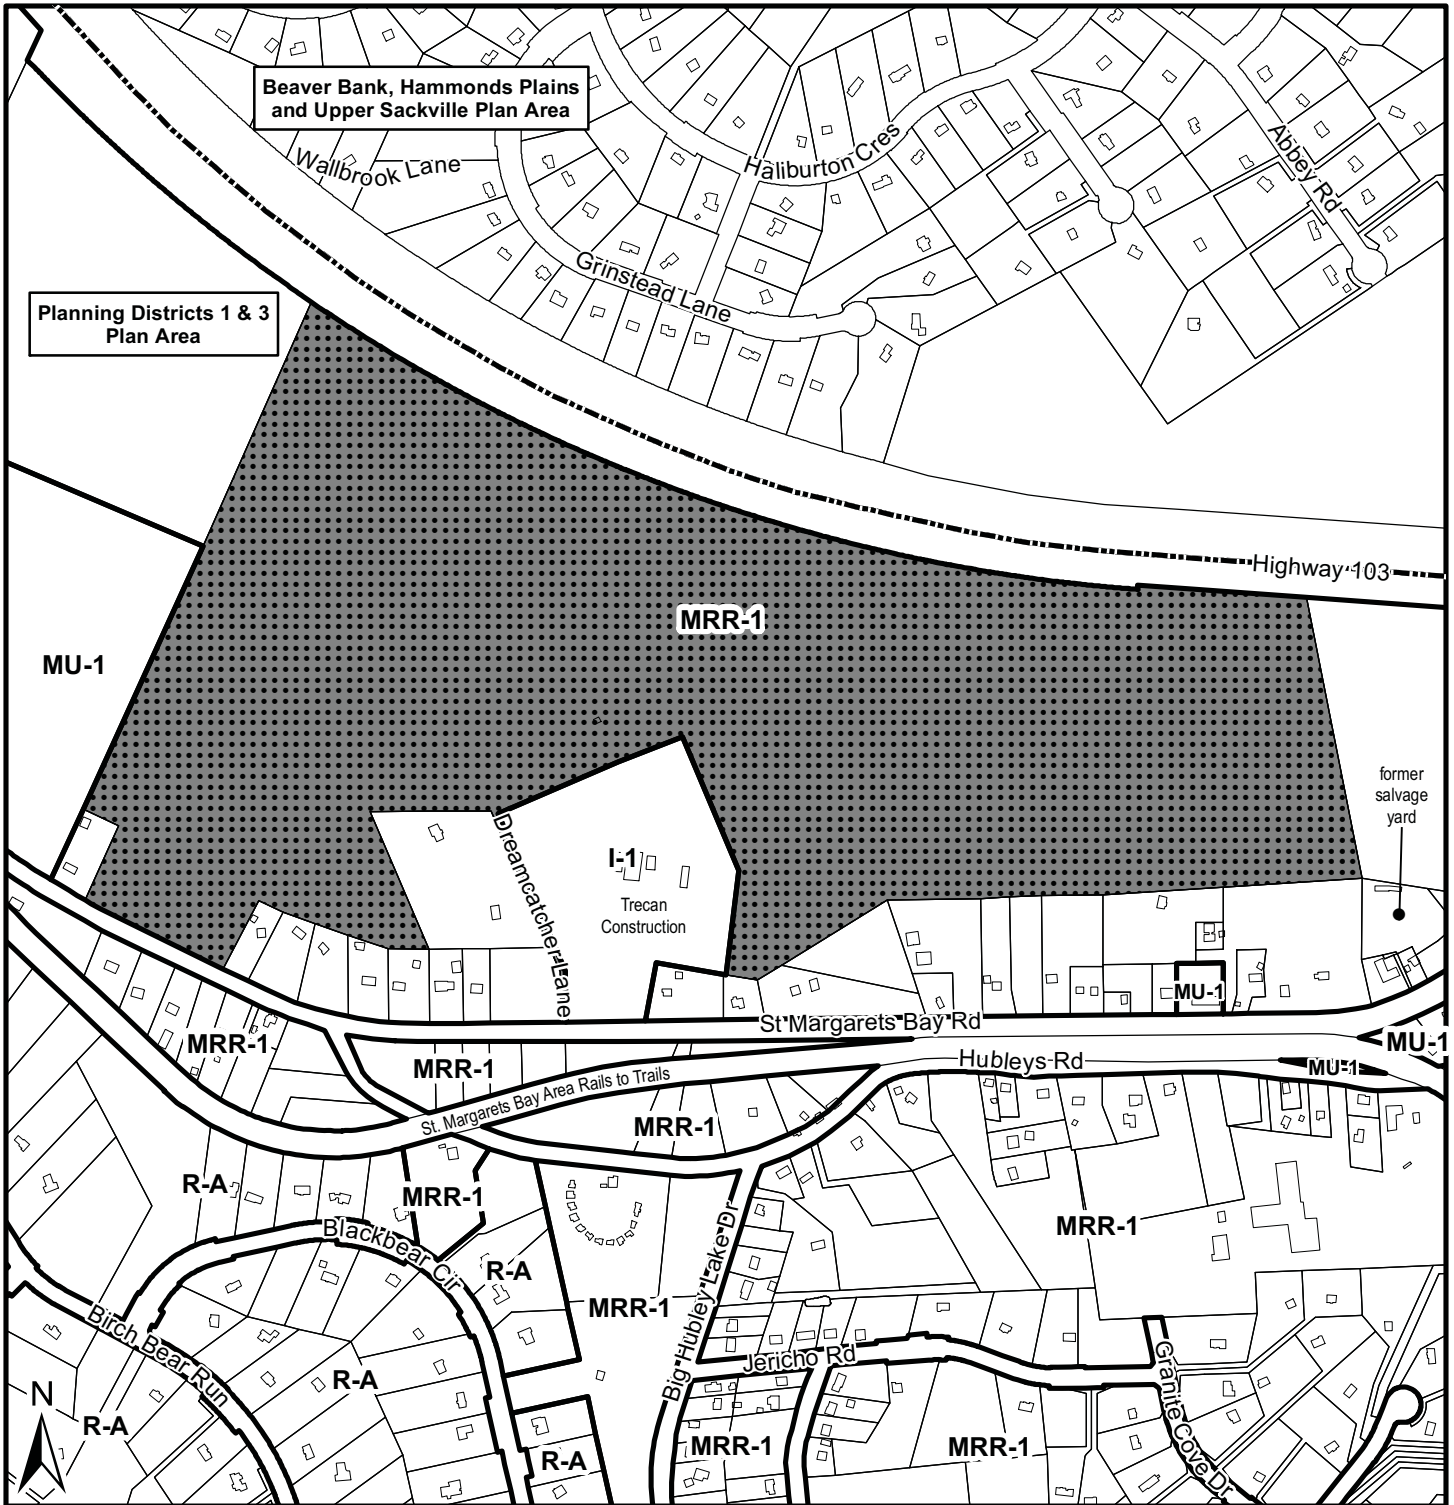 Beaver Bank, Hammonds Plains
and Upper Sackville Plan Area
Wallbrook Lane
Haliburton Cres
Abbey Rd
Grinstead Lane
Planning Districts 1 & 3
Plan Area
Highway 103
MRR-1
MU-1
former
salvage
yard
Dreamcatcher Lane
I-1
Trecan
Construction
MU-1
St Margarets Bay Rd
MRR-1
MRR-1
Hubleys Rd
MU-1
MU-1
St. Margarets Bay Area Rails to Trails
MRR-1
R-A
MRR-1
MRR-1
Blackbear Cir
R-A
MRR-1
Big Hubley Lake Dr
Birch Bear Run
Jericho Rd
Granite Cove Dr
R-A
N
R-A
R-A
MRR-1
MRR-1